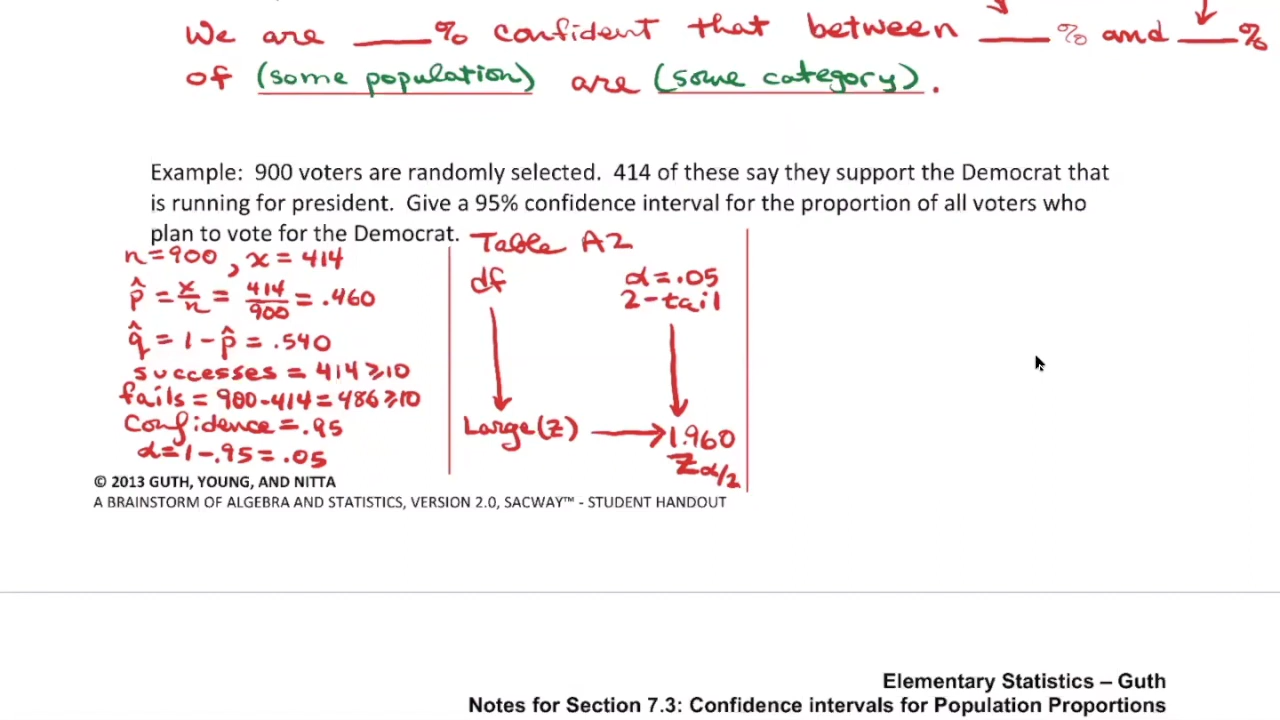 We are ____% confident that between ____% and ____%
of (some population) are (some category).
Example: 900 voters are randomly selected. 414 of these say they support the Democrat that
is running for president. Give a 95% confidence interval for the proportion of all voters who
plan to vote for the Democrat.
n=900, x=414
p̂ = x/n = 414/900 = .460
q̂ = 1-p̂ = .540
successes = 414≥10
fails = 900-414=486≥10
Confidence=.95
α=1-.95=.05
Table A2
df α=.05
2-tail
Large(Z) → 1.960
Zα/2
© 2013 GUTH, YOUNG, AND NITTA
A BRAINSTORM OF ALGEBRA AND STATISTICS, VERSION 2.0, SACWAY™ - STUDENT HANDOUT
Elementary Statistics – Guth
Notes for Section 7.3: Confidence intervals for Population Proportions